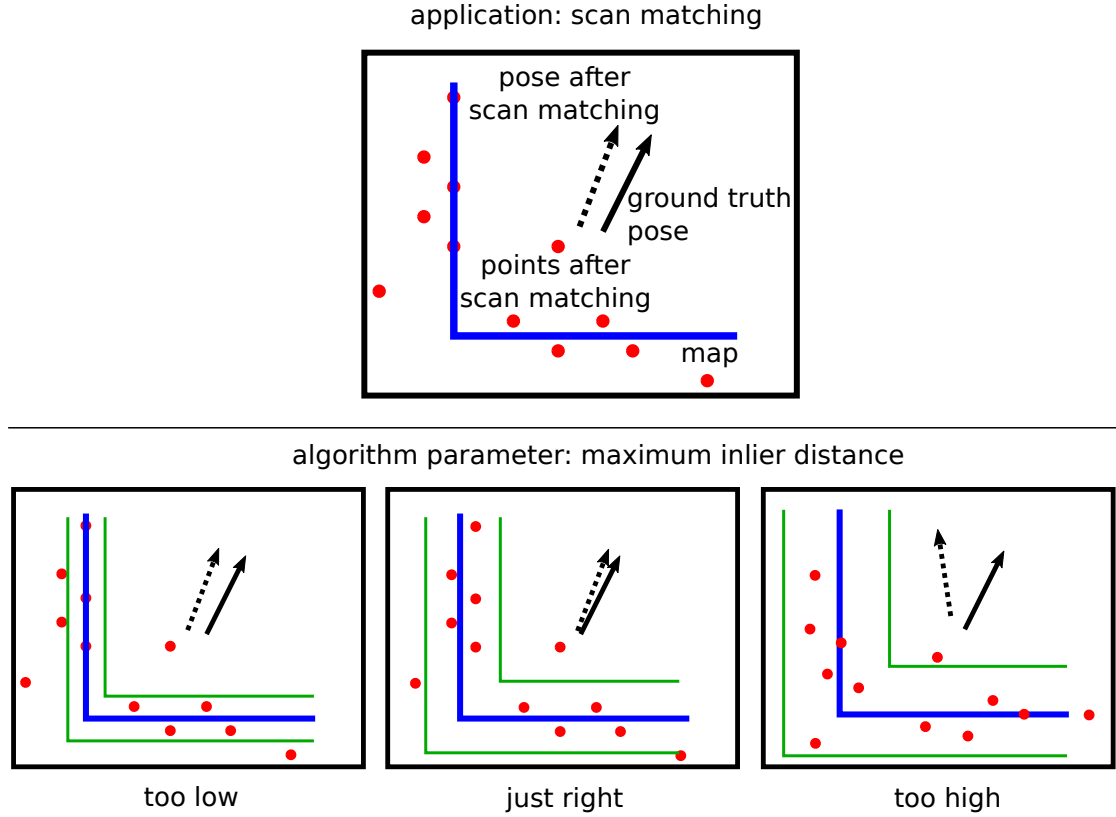 application: scan matching
pose after
scan matching
ground truth
pose
points after
scan matching
map
algorithm parameter: maximum inlier distance
too low
just right
too high